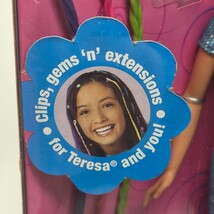 Clips, gems 'n' extensions
• for Teresa® and you! •